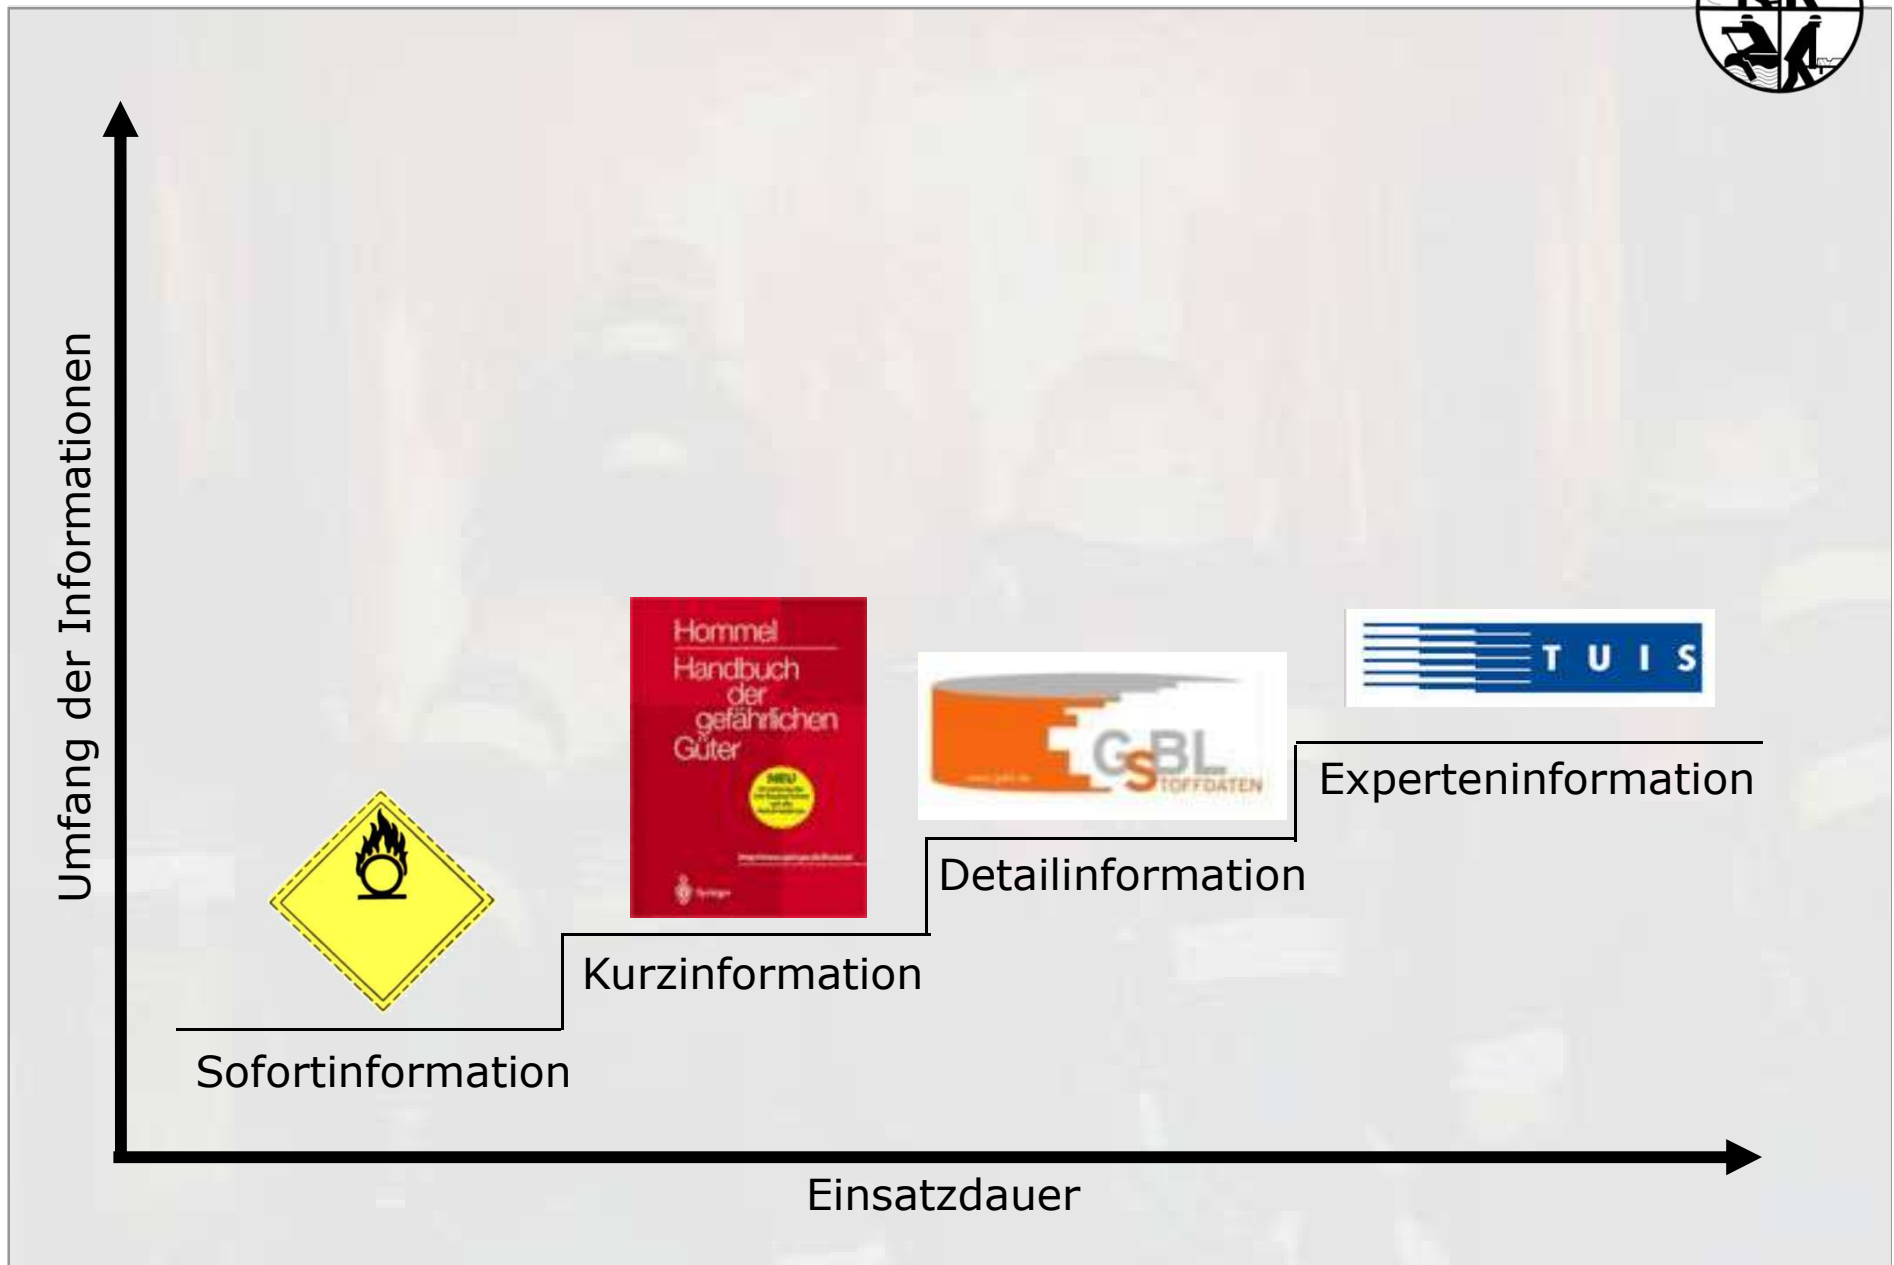 Umfang der Informationen
Hommel
Handbuch
der
gefährlichen
Güter
NEU
Springer
T U I S
GSBL
STOFFDATEN
Experteninformation
Detailinformation
Kurzinformation
Sofortinformation
Einsatzdauer